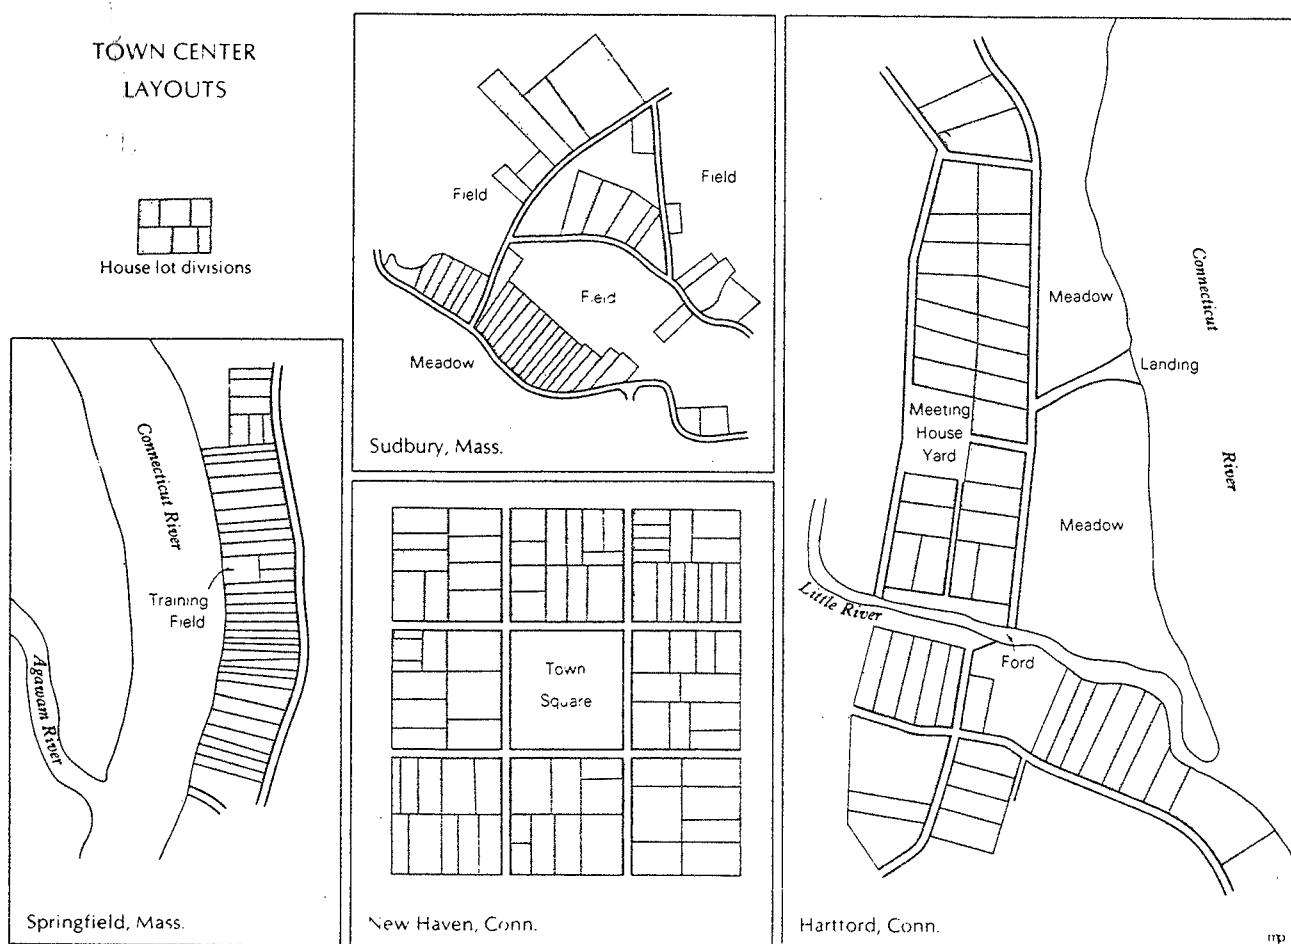 TOWN CENTER
LAYOUTS
House lot divisions
Field
Field
Field
Meadow
Sudbury, Mass.
Connecticut River
Training
Field
Agawam River
Springfield, Mass.
Town
Square
New Haven, Conn.
Meadow
Connecticut
River
Landing
Meeting
House
Yard
Meadow
Little River
Ford
Hartford, Conn.
mp